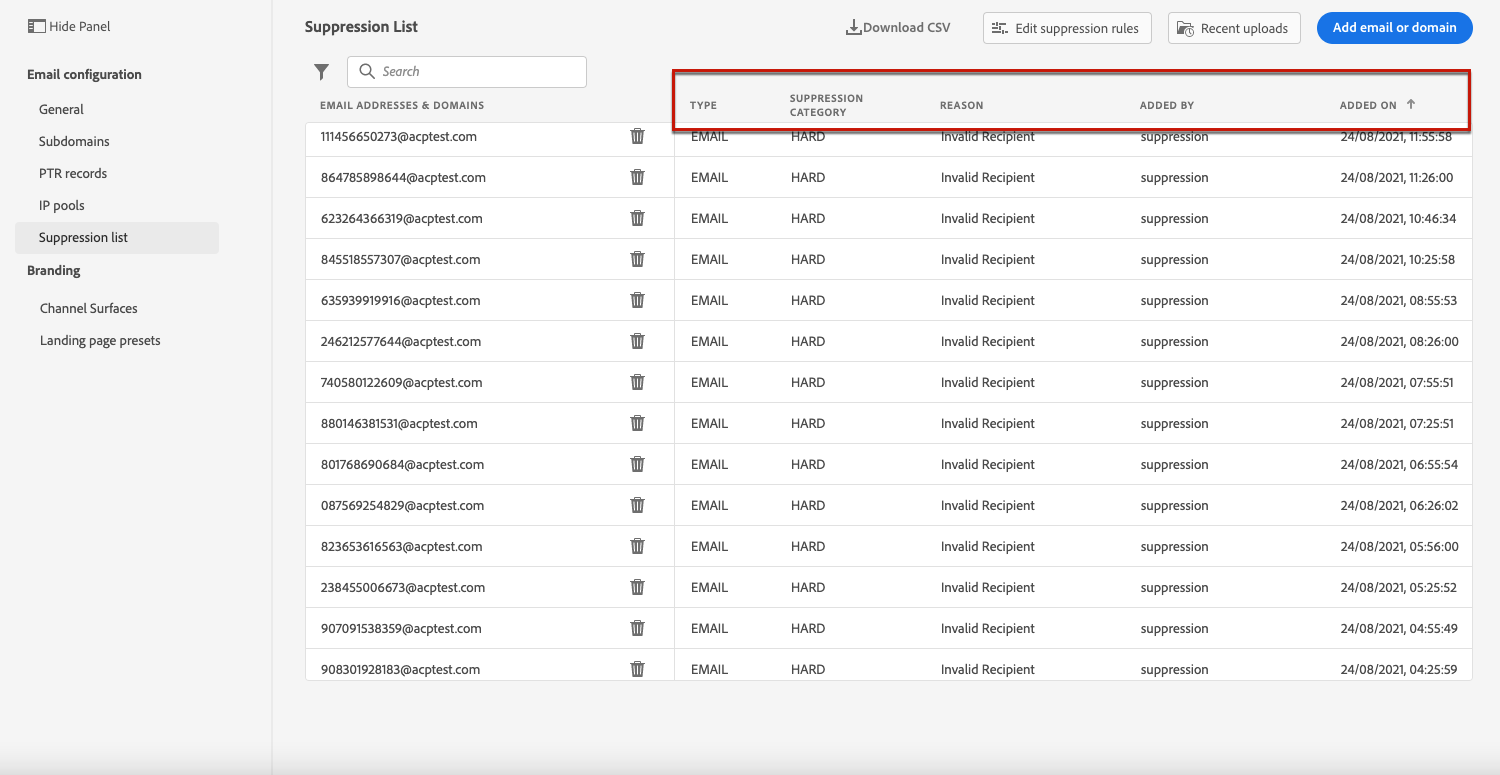 Hide Panel
Email configuration
General
Subdomains
PTR records
IP pools
Suppression list
Branding
Channel Surfaces
Landing page presets
Suppression List
Download CSV
Edit suppression rules
Recent uploads
Add email or domain
Search
EMAIL ADDRESSES & DOMAINS TYPE SUPPRESSION CATEGORY REASON ADDED BY ADDED ON
111456650273@acptest.com EMAIL HARD Invalid Recipient suppression 24/08/2021, 11:55:58
864785898644@acptest.com EMAIL HARD Invalid Recipient suppression 24/08/2021, 11:26:00
623264366319@acptest.com EMAIL HARD Invalid Recipient suppression 24/08/2021, 10:46:34
845518557307@acptest.com EMAIL HARD Invalid Recipient suppression 24/08/2021, 10:25:58
635939919916@acptest.com EMAIL HARD Invalid Recipient suppression 24/08/2021, 08:55:53
246212577644@acptest.com EMAIL HARD Invalid Recipient suppression 24/08/2021, 08:26:00
740580122609@acptest.com EMAIL HARD Invalid Recipient suppression 24/08/2021, 07:55:51
880146381531@acptest.com EMAIL HARD Invalid Recipient suppression 24/08/2021, 07:25:51
801768690684@acptest.com EMAIL HARD Invalid Recipient suppression 24/08/2021, 06:55:54
087569254829@acptest.com EMAIL HARD Invalid Recipient suppression 24/08/2021, 06:26:02
823653616563@acptest.com EMAIL HARD Invalid Recipient suppression 24/08/2021, 05:56:00
238455006673@acptest.com EMAIL HARD Invalid Recipient suppression 24/08/2021, 05:25:52
907091538359@acptest.com EMAIL HARD Invalid Recipient suppression 24/08/2021, 04:55:49
908301928183@acptest.com EMAIL HARD Invalid Recipient suppression 24/08/2021, 04:25:59